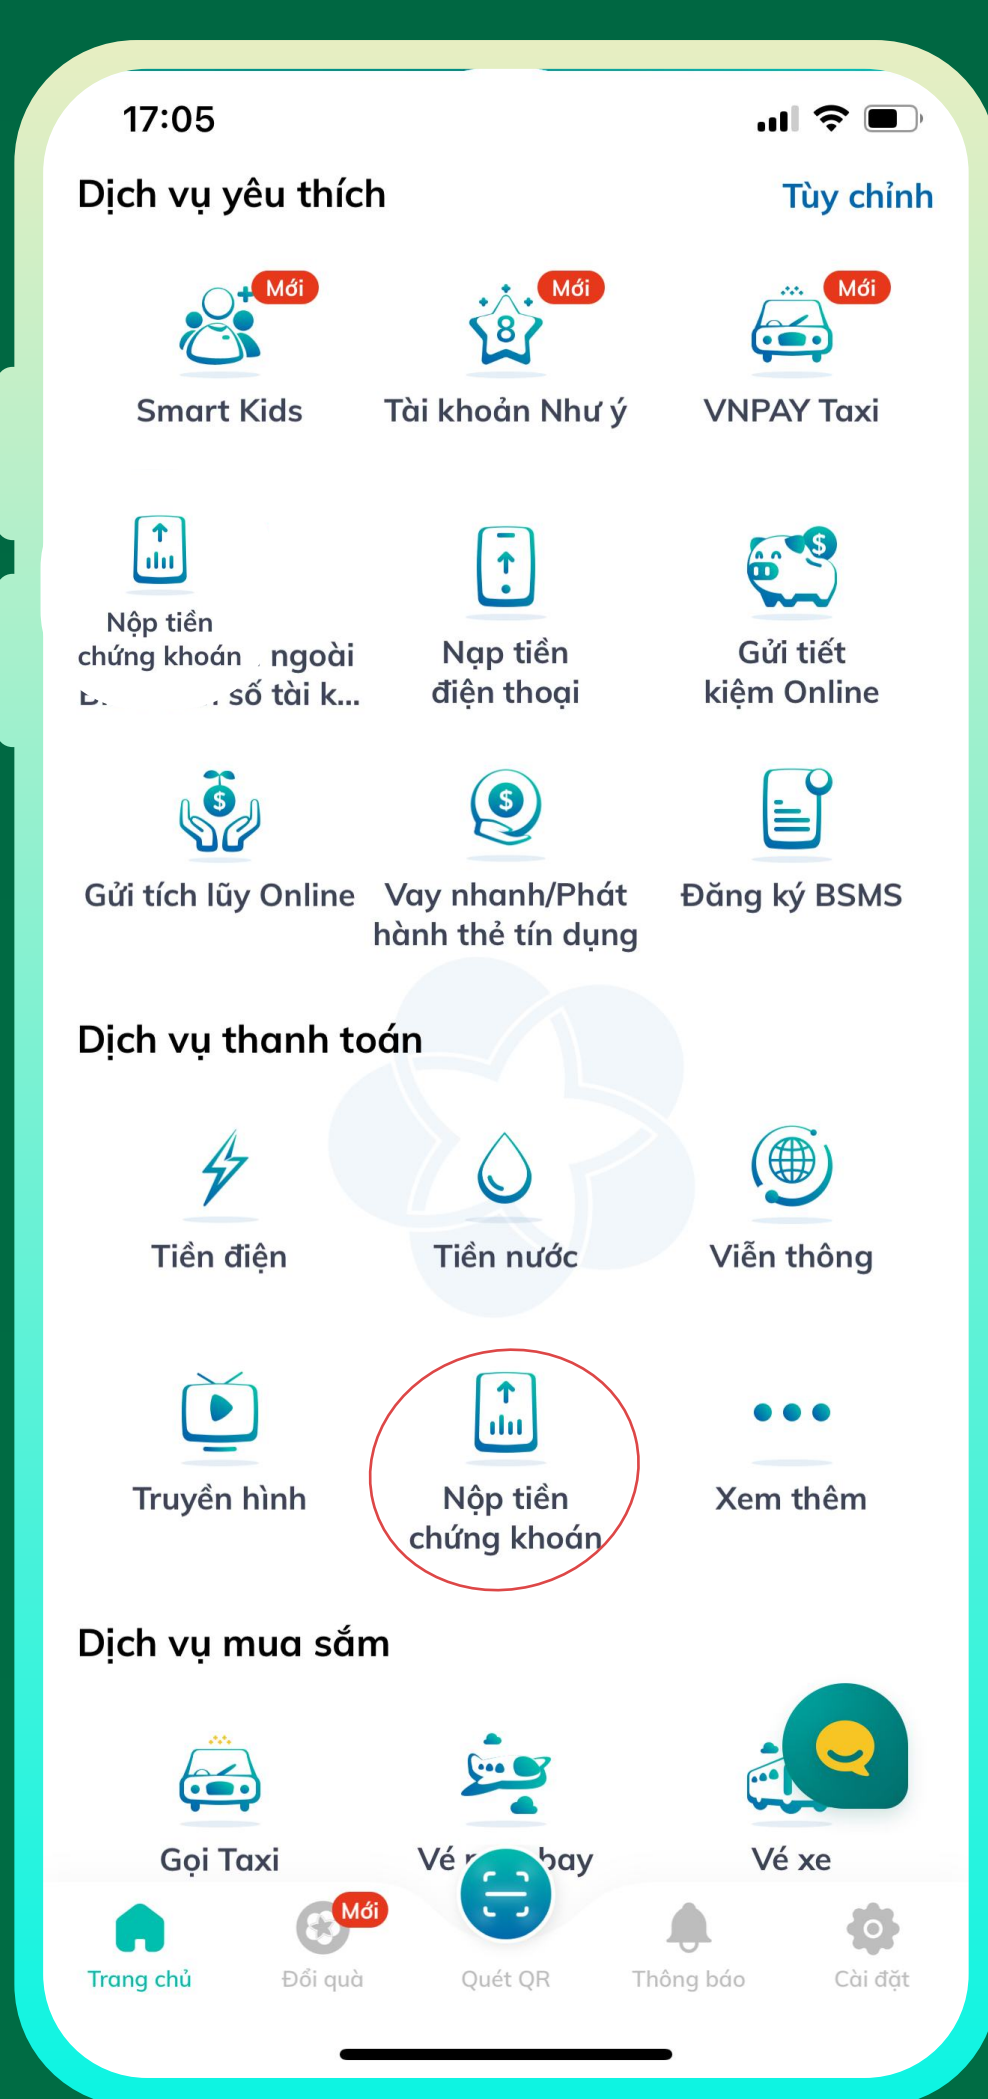 17:05
Dịch vụ yêu thích
Tùy chỉnh
Mới
Mới
Mới
8
Smart Kids
Tài khoản Như ý
VNPAY Taxi
$
Nộp tiền
chứng khoán
ngoài
số tài k...
Nạp tiền
điện thoại
Gửi tiết
kiệm Online
$
$
Gửi tích lũy Online
Vay nhanh/Phát
hành thẻ tín dụng
Đăng ký BSMS
Dịch vụ thanh toán
Tiền điện
Tiền nước
Viễn thông
Truyền hình
Nộp tiền
chứng khoán
Xem thêm
Dịch vụ mua sắm
Gọi Taxi
Vé bay
Vé xe
Mới
Trang chủ
Đổi quà
Quét QR
Thông báo
Cài đặt